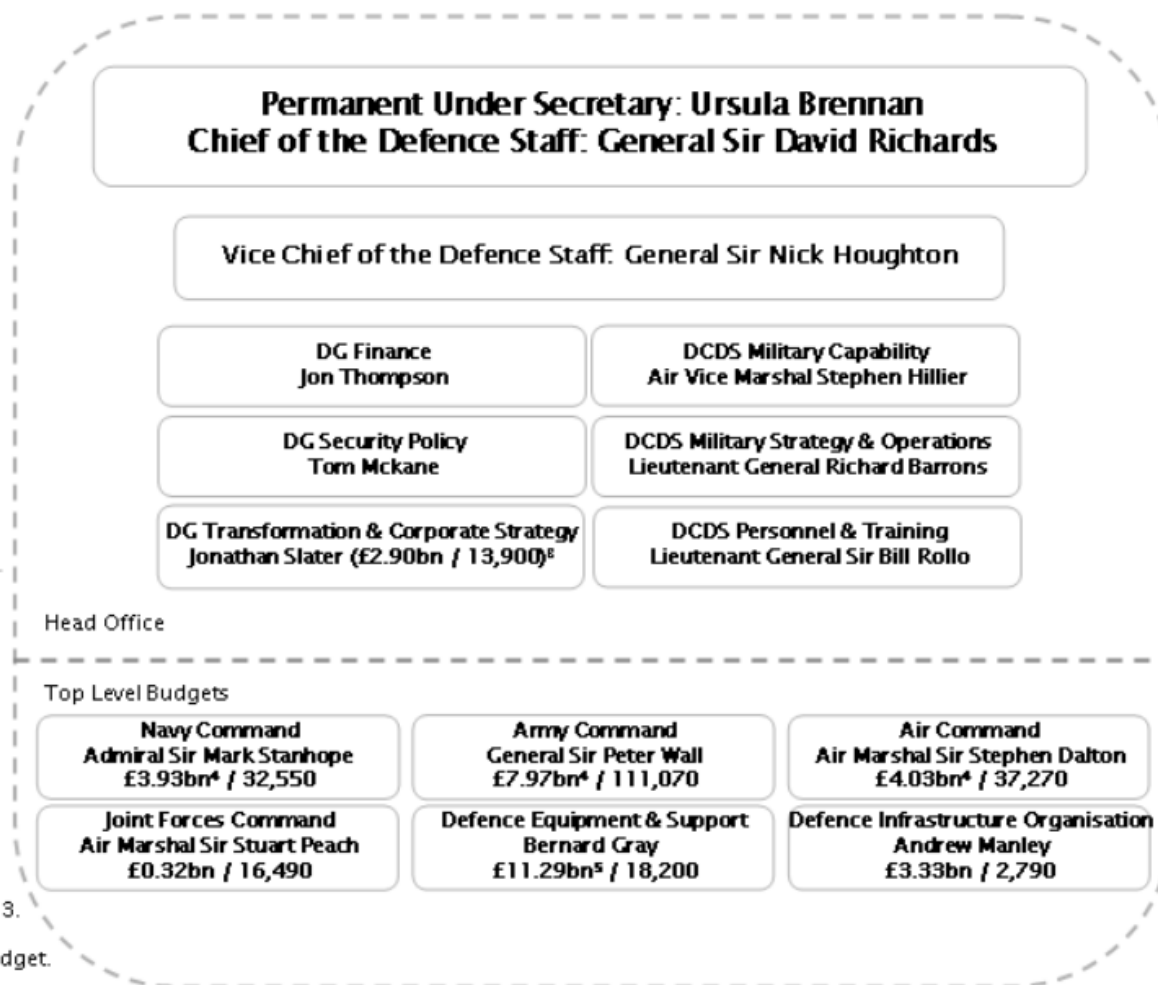 Permanent Under Secretary: Ursula Brennan
Chief of the Defence Staff: General Sir David Richards
Vice Chief of the Defence Staff: General Sir Nick Houghton
DG Finance
Jon Thompson
DCDS Military Capability
Air Vice Marshal Stephen Hillier
DG Security Policy
Tom Mckane
DCDS Military Strategy & Operations
Lieutenant General Richard Barrons
DG Transformation & Corporate Strategy
Jonathan Slater (£2.90bn / 13,900)⁸
DCDS Personnel & Training
Lieutenant General Sir Bill Rollo
Head Office
Top Level Budgets
Navy Command
Admiral Sir Mark Stanhope
£3.93bn⁴ / 32,550
Army Command
General Sir Peter Wall
£7.97bn⁴ / 111,070
Air Command
Air Marshal Sir Stephen Dalton
£4.03bn⁴ / 37,270
Joint Forces Command
Air Marshal Sir Stuart Peach
£0.32bn / 16,490
Defence Equipment & Support
Bernard Gray
£11.29bn⁵ / 18,200
Defence Infrastructure Organisation
Andrew Manley
£3.33bn / 2,790
3.
dget.